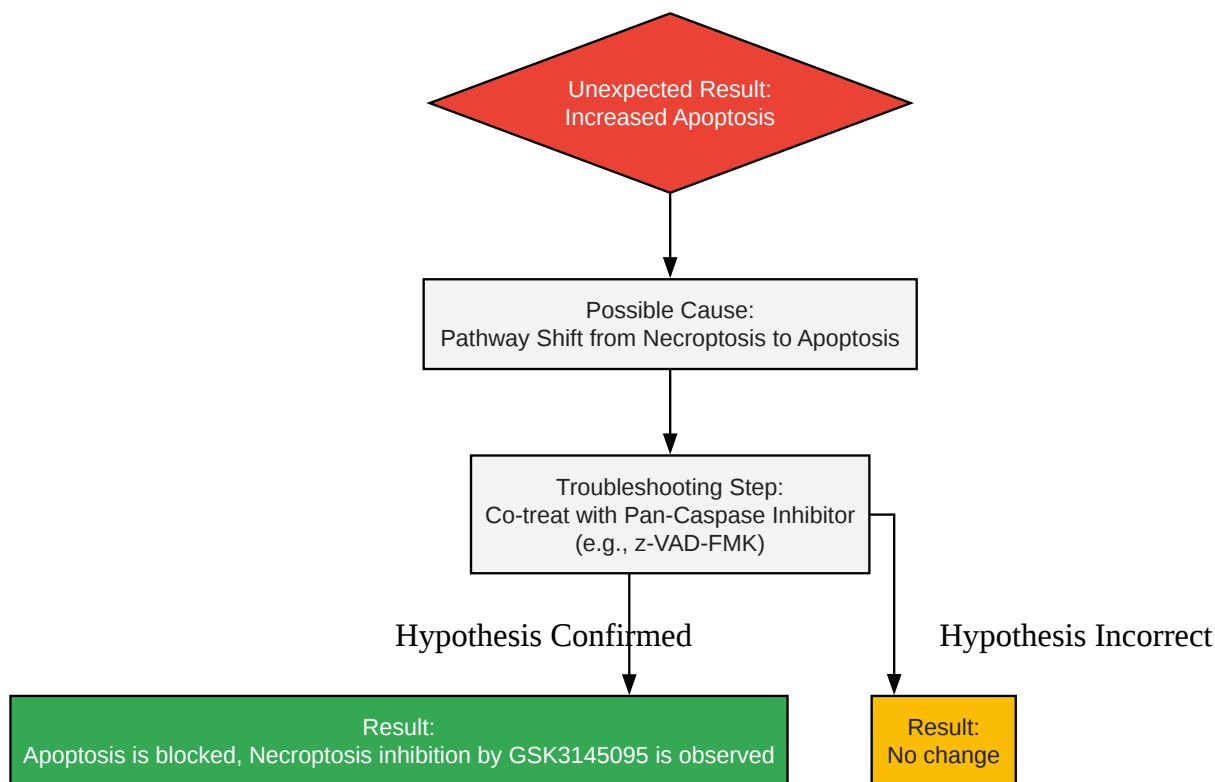 Unexpected Result:
Increased Apoptosis
Possible Cause:
Pathway Shift from Necroptosis to Apoptosis
Troubleshooting Step:
Co-treat with Pan-Caspase Inhibitor
(e.g., z-VAD-FMK)
Hypothesis Confirmed
Hypothesis Incorrect
Result:
Apoptosis is blocked, Necroptosis inhibition by GSK3145095 is observed
Result:
No change